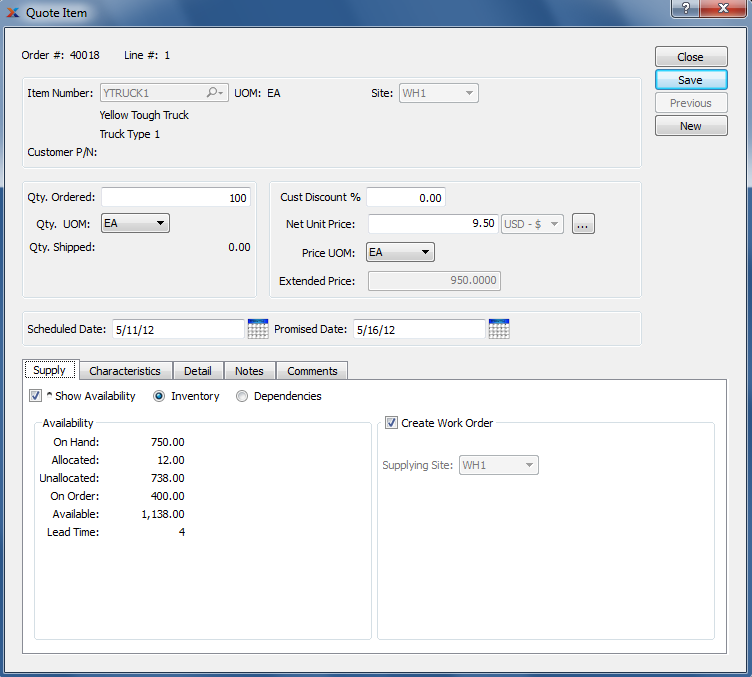 Quote Item
?
X
Order #: 40018 Line #: 1
Close
Save
Previous
New
Item Number: YTRUCK1 UOM: EA Site: WH1
Yellow Tough Truck
Truck Type 1
Customer P/N:
Qty. Ordered: 100
Qty. UOM: EA
Qty. Shipped: 0.00
Cust Discount % 0.00
Net Unit Price: 9.50 USD - $ ...
Price UOM: EA
Extended Price: 950.0000
Scheduled Date: 5/11/12 Promised Date: 5/16/12
Supply Characteristics Detail Notes Comments
^ Show Availability Inventory Dependencies
Availability
On Hand: 750.00
Allocated: 12.00
Unallocated: 738.00
On Order: 400.00
Available: 1,138.00
Lead Time: 4
Create Work Order
Supplying Site: WH1